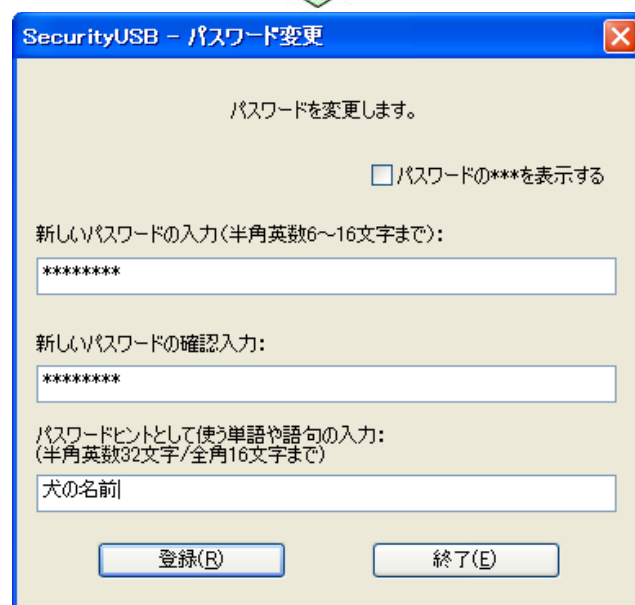 SecurityUSB - パスワード変更
パスワードを変更します。
パスワードの***を表示する
新しいパスワードの入力(半角英数6～16文字まで):
********
新しいパスワードの確認入力:
********
パスワードヒントとして使う単語や語句の入力:
(半角英数32文字/全角16文字まで)
犬の名前
登録(R)
終了(E)